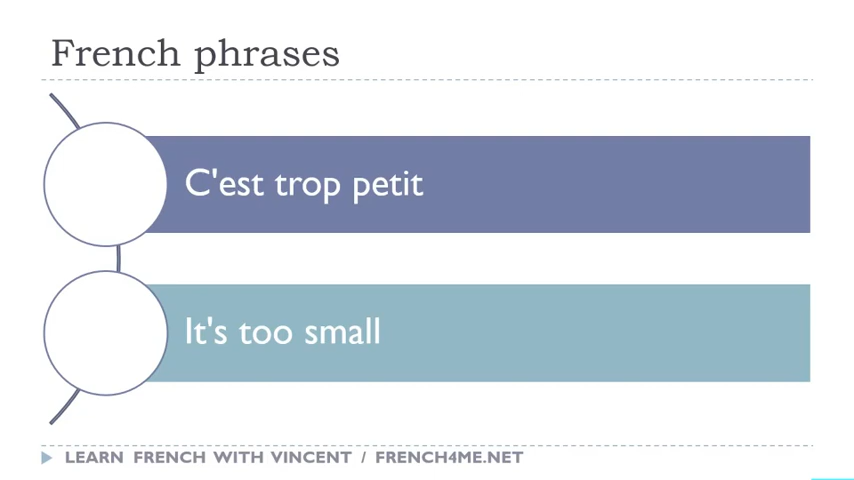 French phrases
C'est trop petit
It's too small
LEARN FRENCH WITH VINCENT / FRENCH4ME.NET